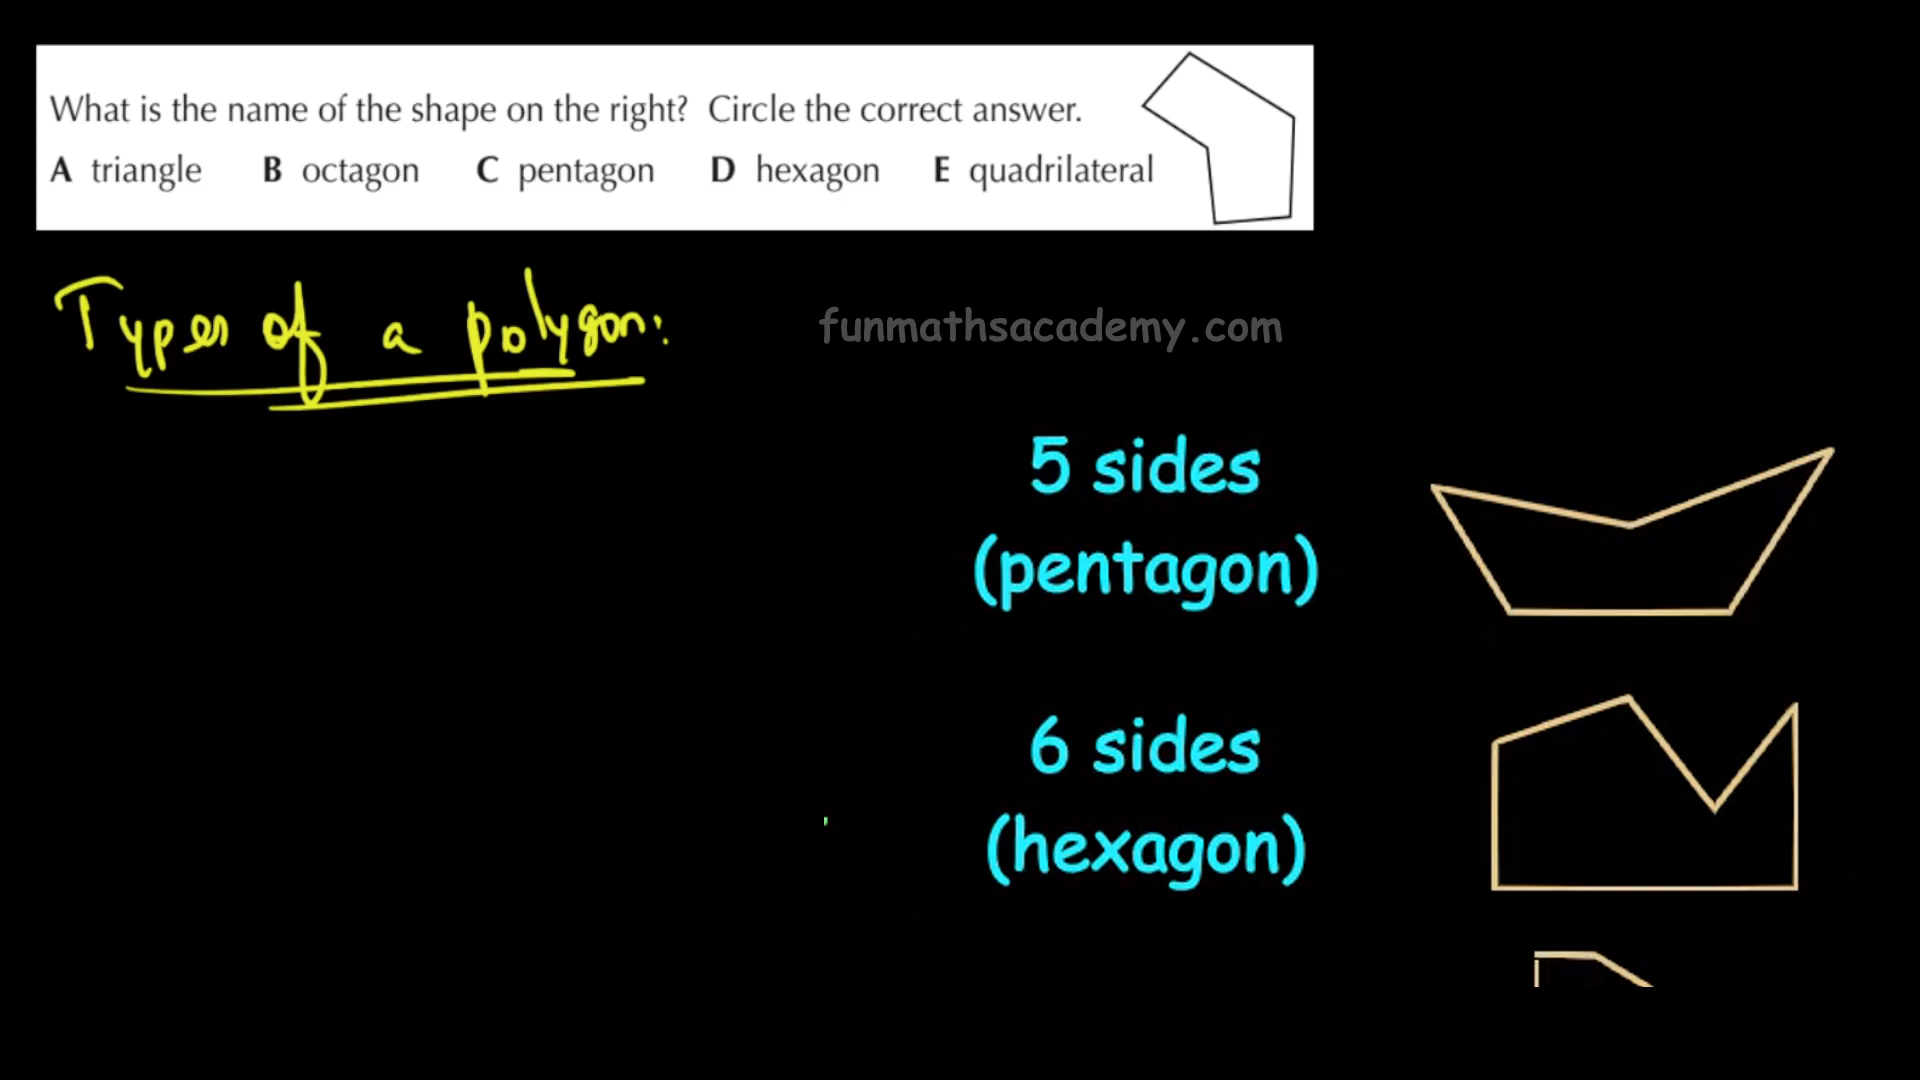 What is the name of the shape on the right? Circle the correct answer.
A triangle B octagon C pentagon D hexagon E quadrilateral
Types of a polygon:
funmathsacademy.com
5 sides
(pentagon)
6 sides
(hexagon)